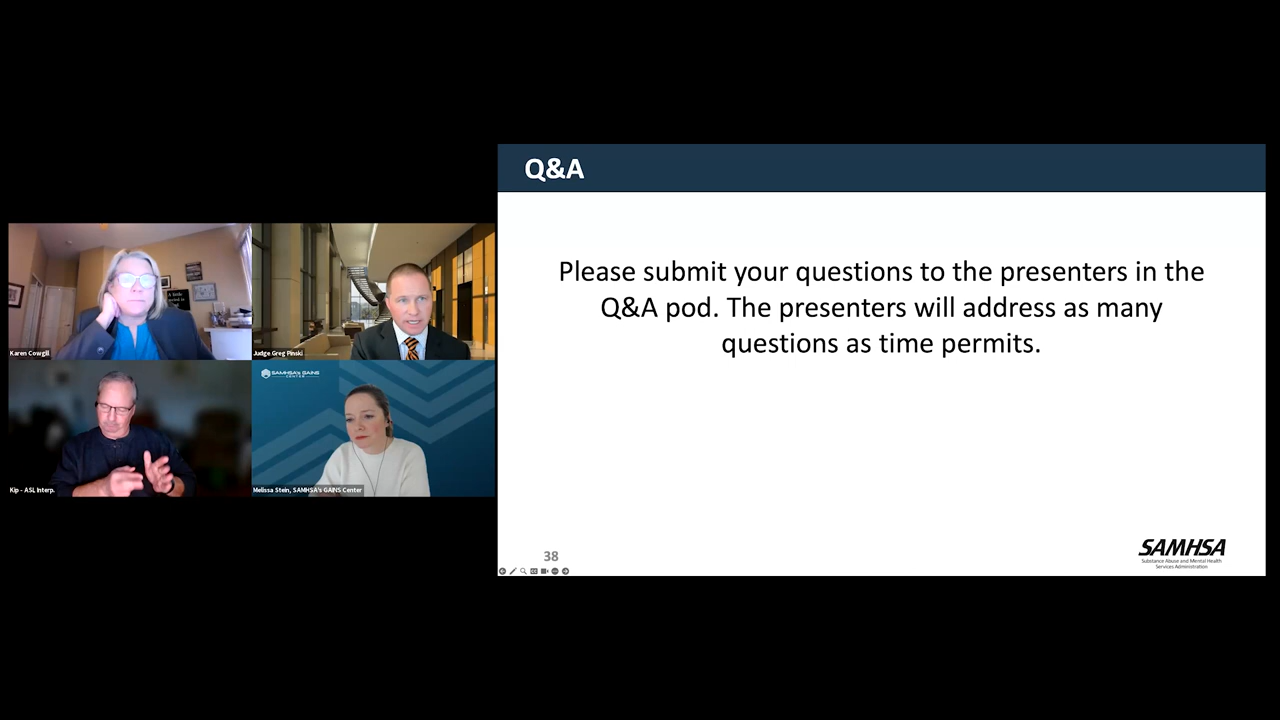 Q&A
Please submit your questions to the presenters in the
Q&A pod. The presenters will address as many
questions as time permits.
38
SAMHSA
Substance Abuse and Mental Health
Services Administration
Karen Cowgill
Judge Greg Pinski
SAMHSA's GAINS
CENTER
Kip - ASL Interp.
Melissa Stein, SAMHSA's GAINS Center